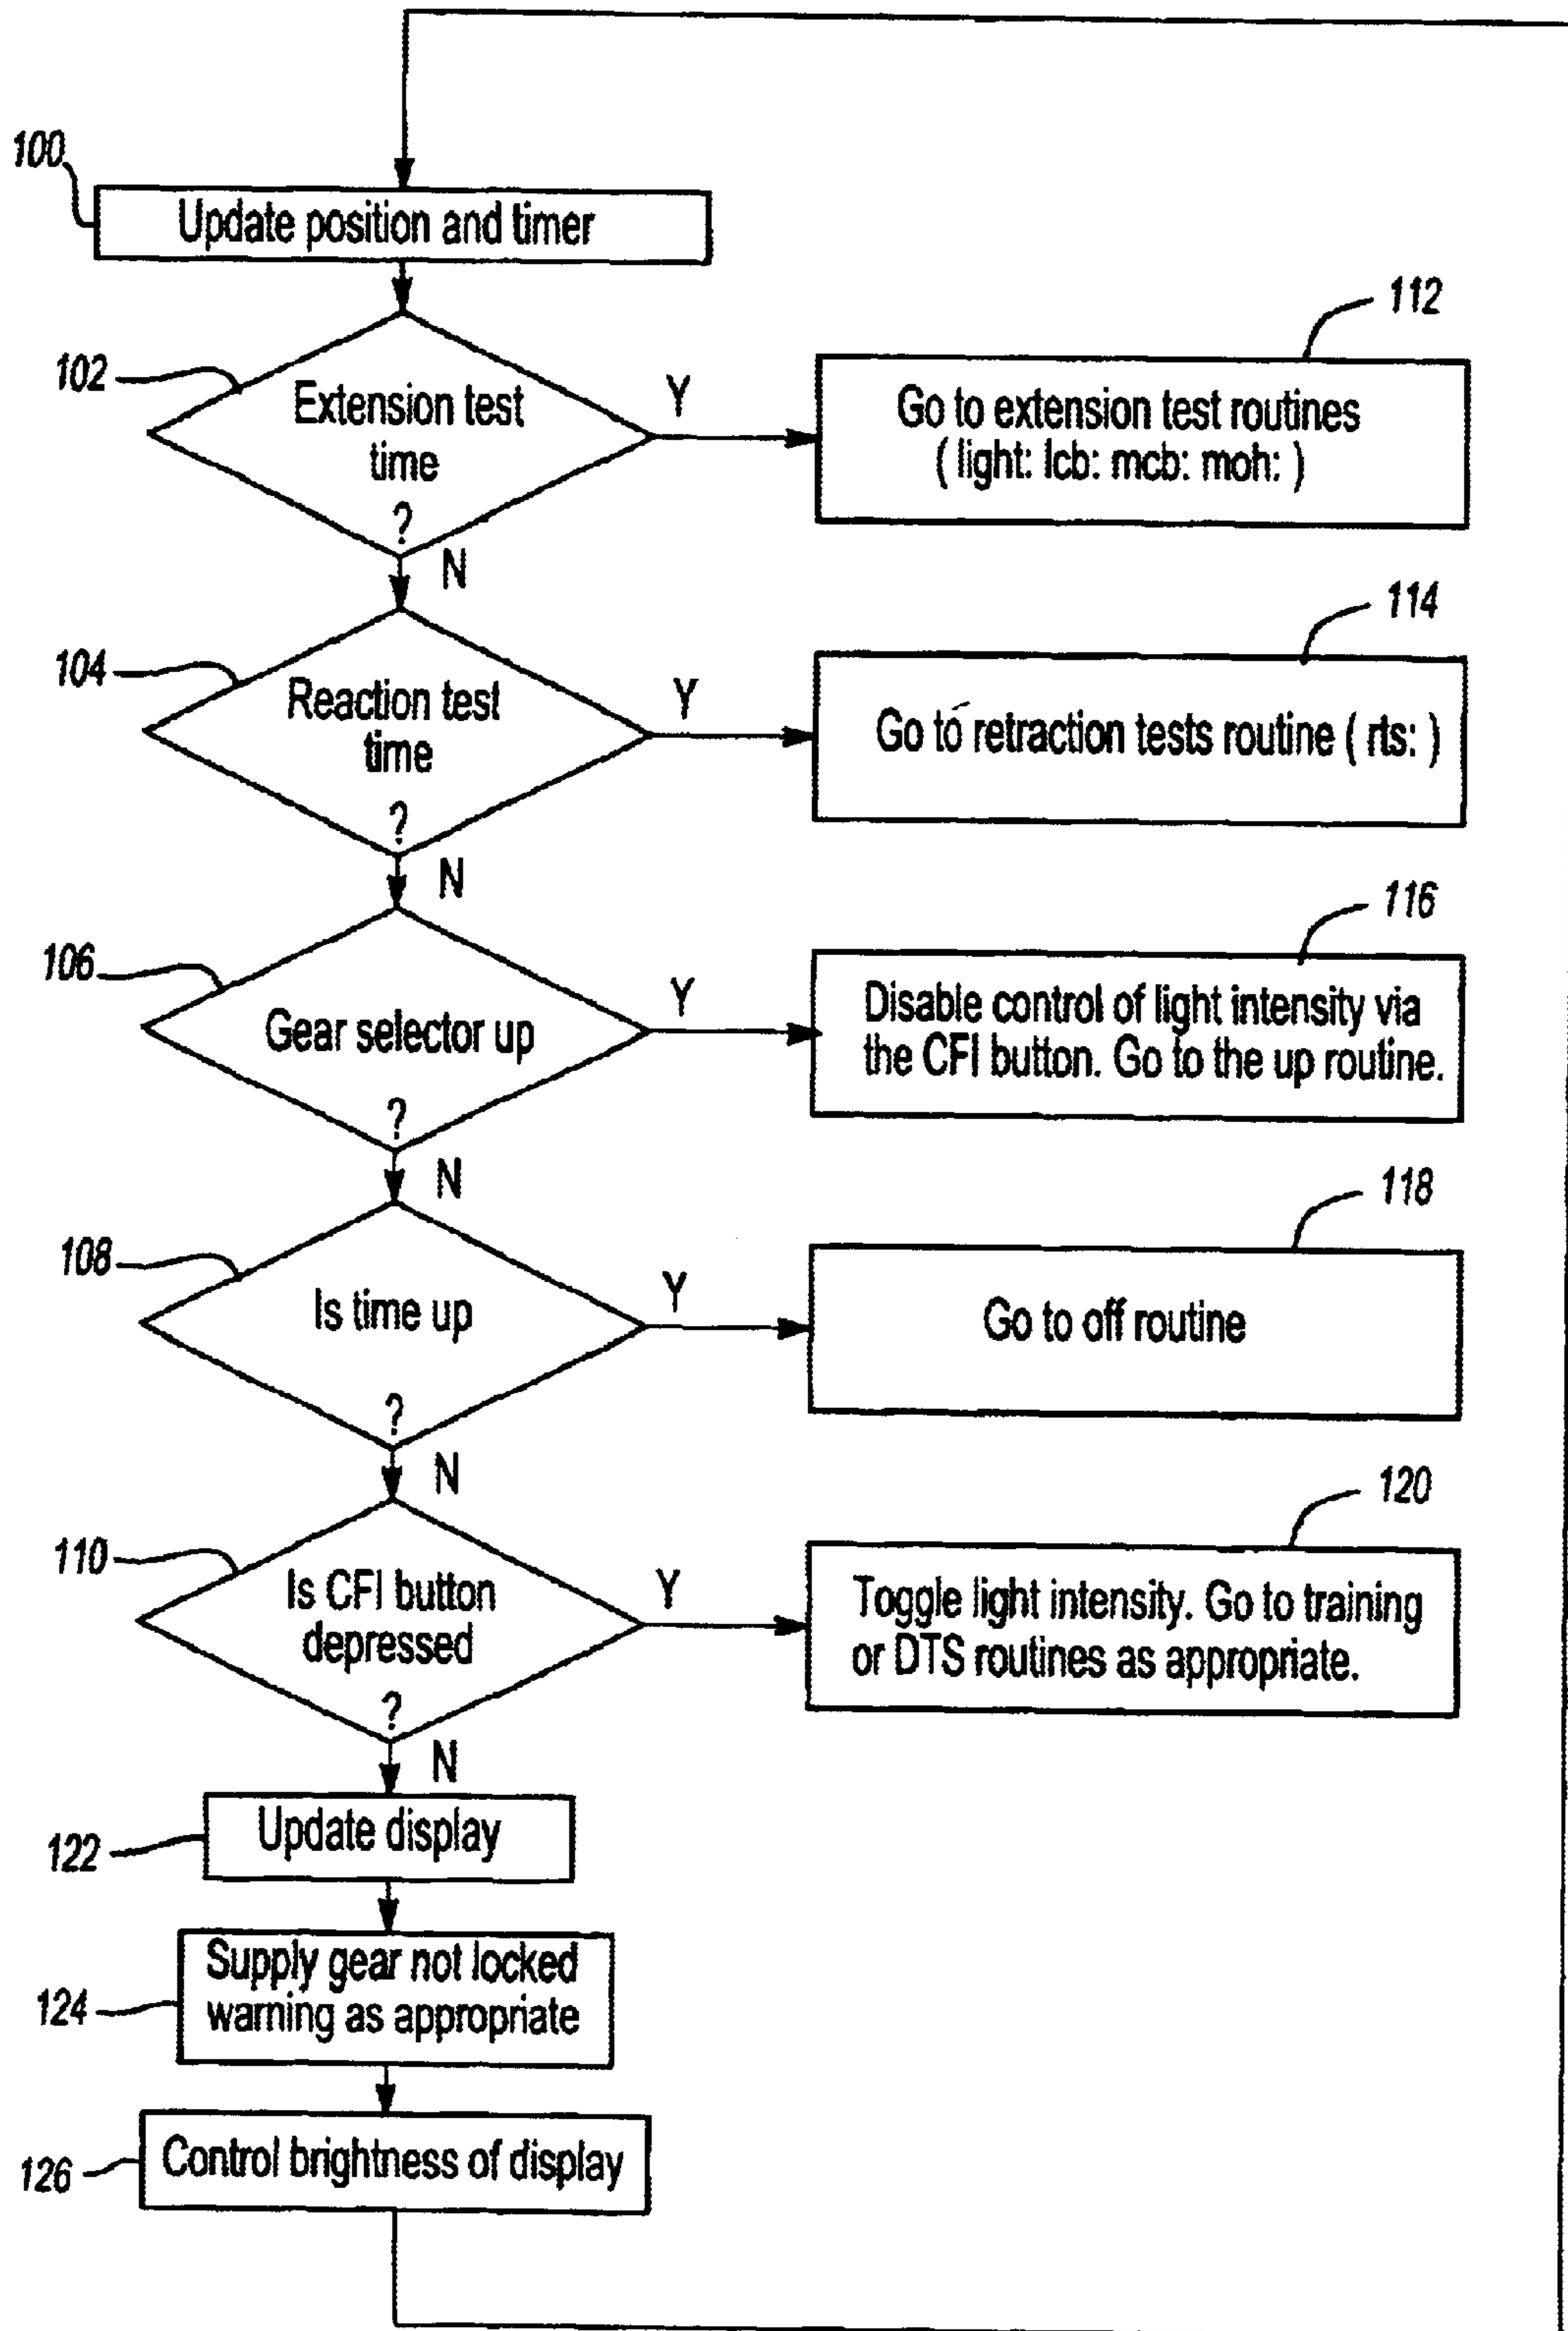 100
Update position and timer
102
Extension test
time
?
Y
N
112
Go to extension test routines
( light: lcb: mcb: moh: )
104
Reaction test
time
?
Y
N
114
Go to retraction tests routine ( rts: )
106
Gear selector up
?
Y
N
116
Disable control of light intensity via
the CFI button. Go to the up routine.
108
Is time up
?
Y
N
118
Go to off routine
110
Is CFI button
depressed
?
Y
N
120
Toggle light intensity. Go to training
or DTS routines as appropriate.
122
Update display
124
Supply gear not locked
warning as appropriate
126
Control brightness of display